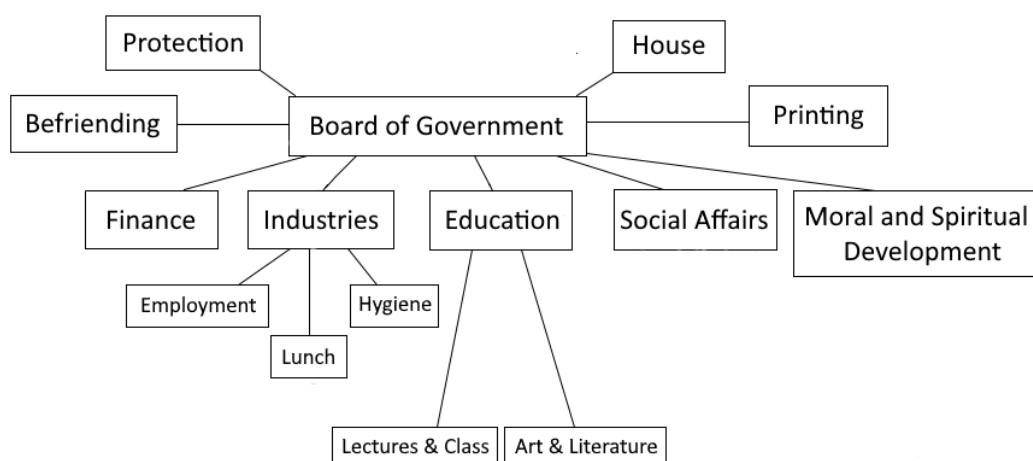 Protection
House
Befriending
Board of Government
Printing
Finance
Industries
Education
Social Affairs
Moral and Spiritual
Development
Employment
Hygiene
Lunch
Lectures & Class
Art & Literature